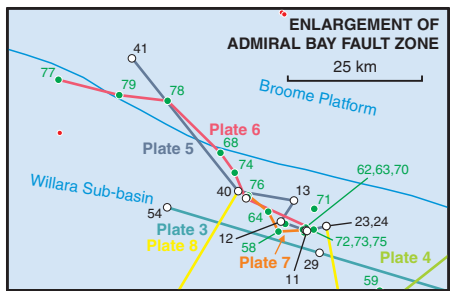 ENLARGEMENT OF
ADMIRAL BAY FAULT ZONE
25 km
41
77
79
78
Broome Platform
Plate 6
68
Plate 5
74
62,63,70
Willara Sub-basin
40
76
13
71
54
64
23,24
Plate 3
12
Plate 8
58
72,73,75
Plate 7
29
Plate 4
11
59